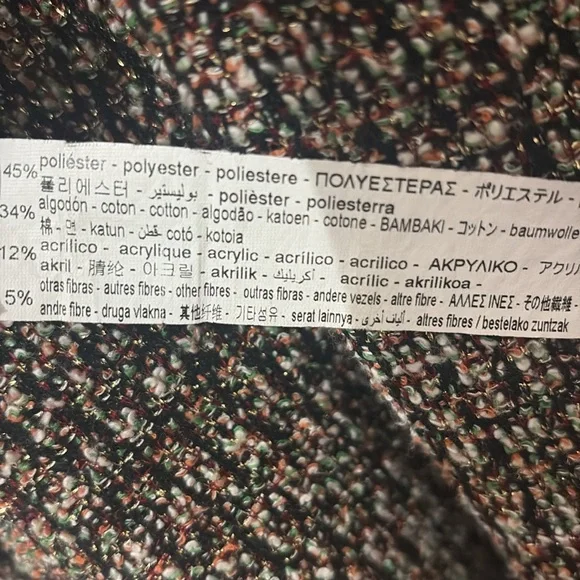 45% poliéster - polyester - poliestere - ΠΟΛΥΕΣΤΕΡΑΣ - ポリエステル -
폴리에스터 - بوليستير - polièster - poliesterra
34% algodón - coton - cotton - algodão - katoen - cotone - BAMBAKI - コットン - baumwolle
棉 - 면 - katun - قطن - cotó - kotoia
12% acrílico - acrylique - acrylic - acrílico - acrilico - ΑΚΡΥΛΙΚΟ - アクリ
akril - 腈纶 - 아크릴 - akrilik - أكريليك - acrílic - akrilikoa -
5% otras fibras - autres fibres - other fibres - outras fibras - andere vezels - altre fibre - ΑΛΛΕΣ ΙΝΕΣ - その他繊維 -
andre fibre - druga vlakna - 其他纤维 - 기타섬유 - serat lainnya - ألياف أخرى - altres fibres / bestelako zuntzak